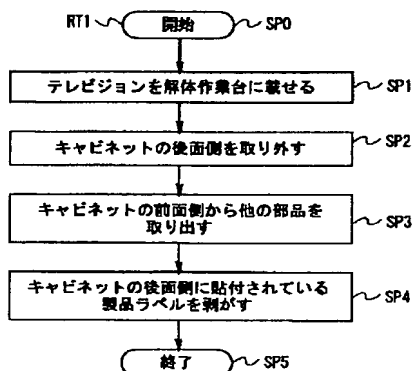 RT1 開始 SP0
テレビジョンを解体作業台に載せる SP1
キャビネットの後面側を取り外す SP2
キャビネットの前面側から他の部品を
取り出す SP3
キャビネットの後面側に貼付されている
製品ラベルを剥がす SP4
終了 SP5